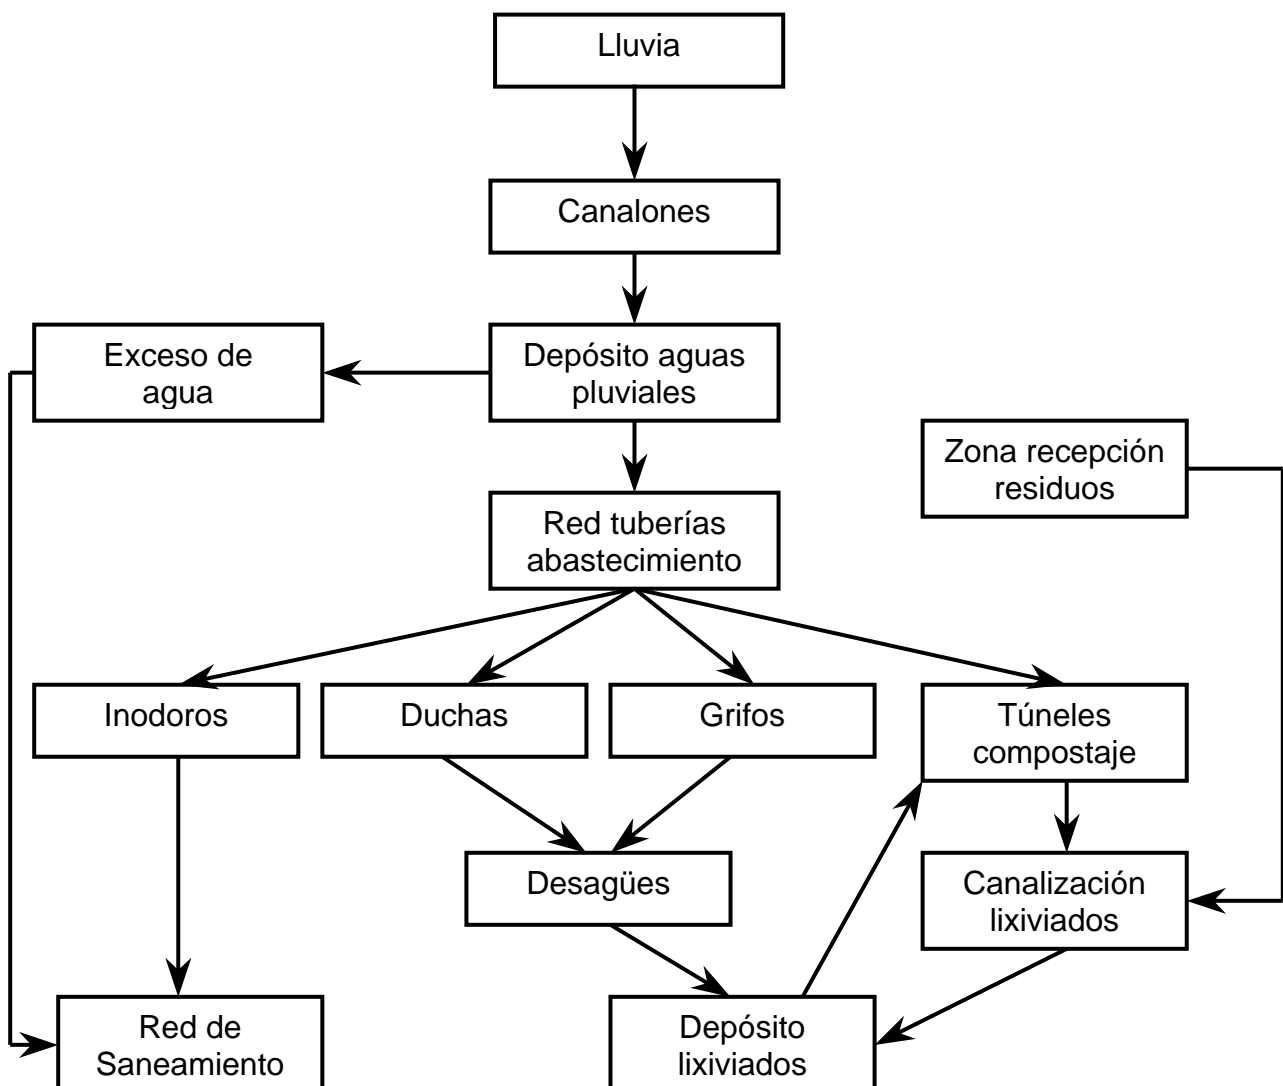 Lluvia
Canalones
Exceso de
agua
Depósito aguas
pluviales
Zona recepción
residuos
Red tuberías
abastecimiento
Inodoros
Duchas
Grifos
Túneles
compostaje
Desagües
Canalización
lixiviados
Red de
Saneamiento
Depósito
lixiviados